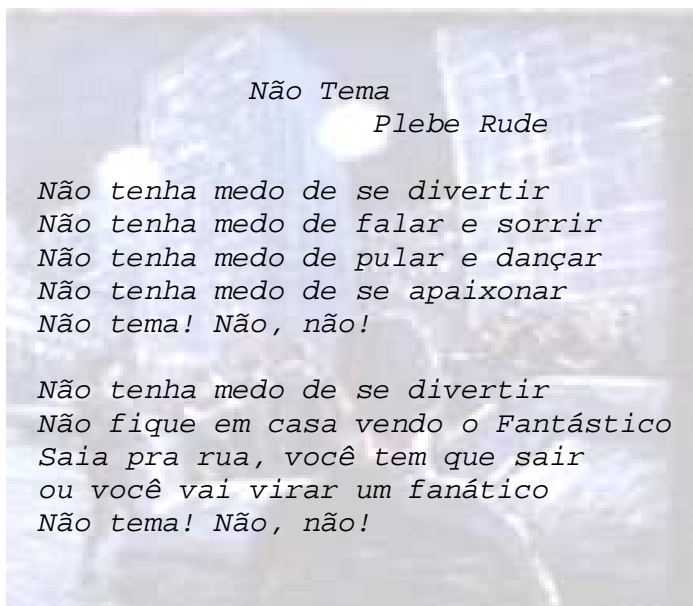 Não Tema
Plebe Rude
Não tenha medo de se divertir
Não tenha medo de falar e sorrir
Não tenha medo de pular e dançar
Não tenha medo de se apaixonar
Não tema! Não, não!
Não tenha medo de se divertir
Não fique em casa vendo o Fantástico
Saia pra rua, você tem que sair
ou você vai virar um fanático
Não tema! Não, não!